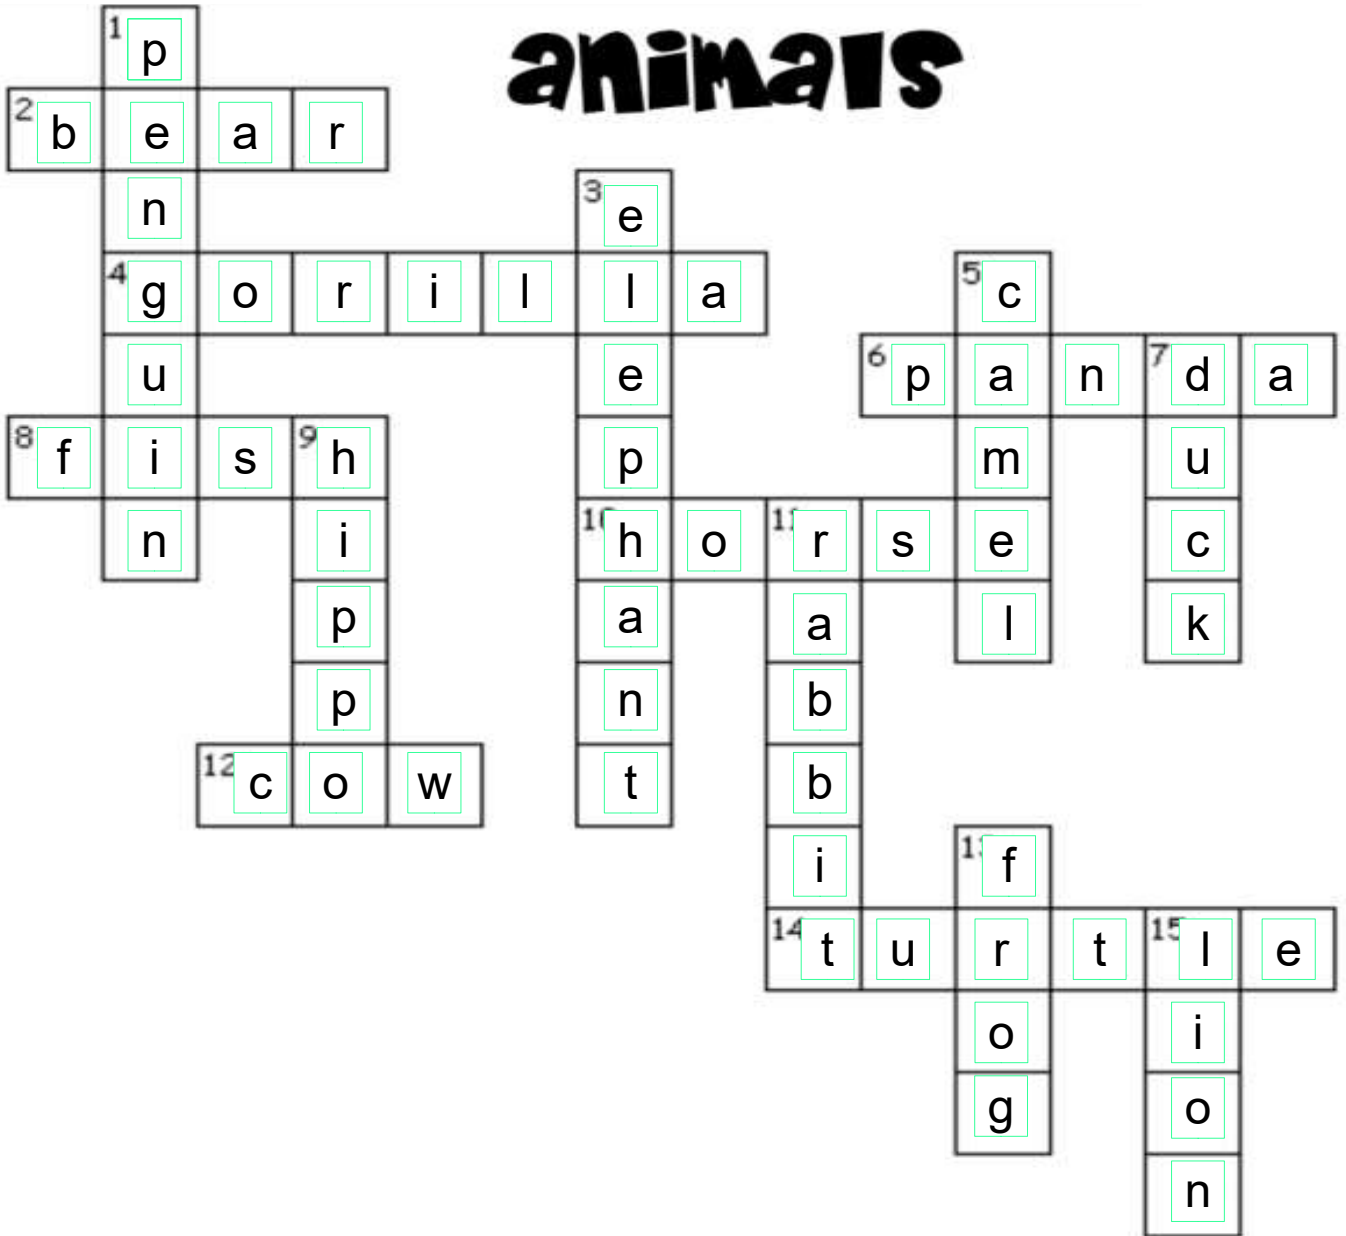 animals
1 p
2 b e a r
n
3 e
4 g o r i l l a
5 c
u
e
6 p a n 7 d a
8 f i s 9 h
p
m
u
n
i
10 h o 11 r s e
c
p
a
a
l
k
p
n
b
12 c o w
t
b
i
13 f
14 t u r t 15 l e
o
i
g
o
n